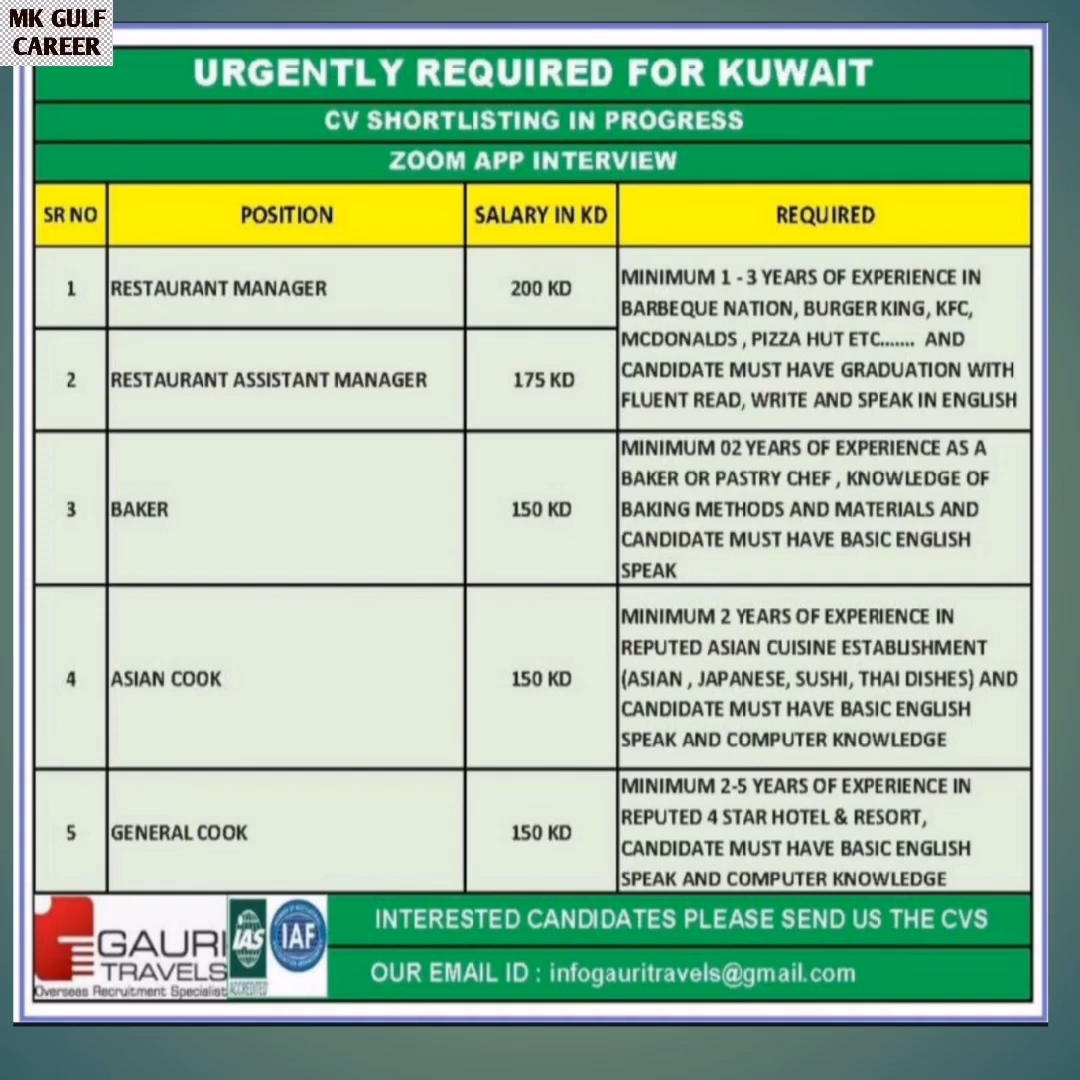 MK GULF
CAREER
URGENTLY REQUIRED FOR KUWAIT
CV SHORTLISTING IN PROGRESS
ZOOM APP INTERVIEW
SR NO POSITION SALARY IN KD REQUIRED
1 RESTAURANT MANAGER 200 KD
2 RESTAURANT ASSISTANT MANAGER 175 KD
MINIMUM 1 - 3 YEARS OF EXPERIENCE IN
BARBEQUE NATION, BURGER KING, KFC,
MCDONALDS , PIZZA HUT ETC....... AND
CANDIDATE MUST HAVE GRADUATION WITH
FLUENT READ, WRITE AND SPEAK IN ENGLISH
3 BAKER 150 KD
MINIMUM 02 YEARS OF EXPERIENCE AS A
BAKER OR PASTRY CHEF , KNOWLEDGE OF
BAKING METHODS AND MATERIALS AND
CANDIDATE MUST HAVE BASIC ENGLISH
SPEAK
4 ASIAN COOK 150 KD
MINIMUM 2 YEARS OF EXPERIENCE IN
REPUTED ASIAN CUISINE ESTABLISHMENT
(ASIAN , JAPANESE, SUSHI, THAI DISHES) AND
CANDIDATE MUST HAVE BASIC ENGLISH
SPEAK AND COMPUTER KNOWLEDGE
5 GENERAL COOK 150 KD
MINIMUM 2-5 YEARS OF EXPERIENCE IN
REPUTED 4 STAR HOTEL & RESORT,
CANDIDATE MUST HAVE BASIC ENGLISH
SPEAK AND COMPUTER KNOWLEDGE
GAURI
TRAVELS
Overseas Recruitment Specialist
IAS
ACCREDITED
IAF
INTERESTED CANDIDATES PLEASE SEND US THE CVS
OUR EMAIL ID : infogauritravels@gmail.com